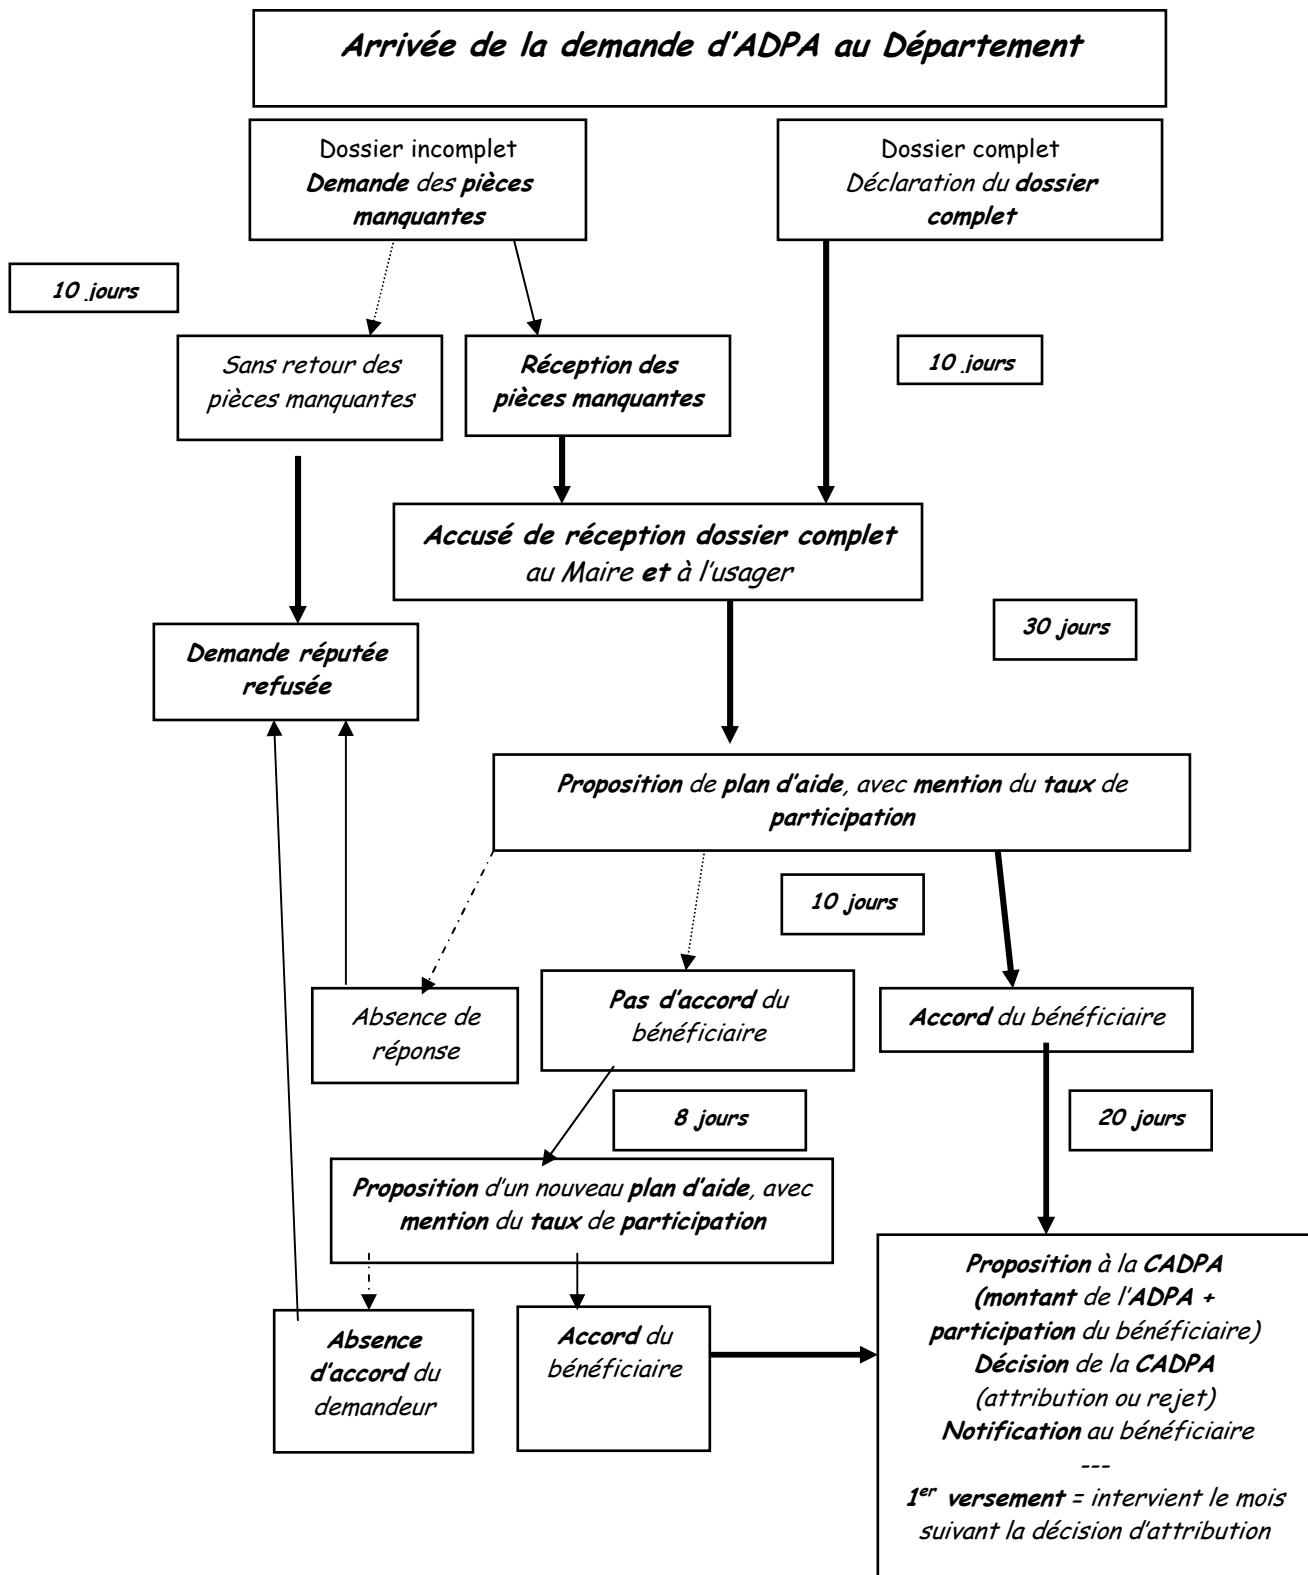 Arrivée de la demande d'ADPA au Département
Dossier incomplet
Demande des pièces
manquantes
Dossier complet
Déclaration du dossier
complet
10 jours
Sans retour des
pièces manquantes
Réception des
pièces manquantes
10 jours
Accusé de réception dossier complet
au Maire et à l'usager
30 jours
Demande réputée
refusée
Proposition de plan d'aide, avec mention du taux de
participation
10 jours
Absence de
réponse
Pas d'accord du
bénéficiaire
Accord du bénéficiaire
8 jours
20 jours
Proposition d'un nouveau plan d'aide, avec
mention du taux de participation
Absence
d'accord du
demandeur
Accord du
bénéficiaire
Proposition à la CADPA
(montant de l'ADPA +
participation du bénéficiaire)
Décision de la CADPA
(attribution ou rejet)
Notification au bénéficiaire
---
1er versement = intervient le mois
suivant la décision d'attribution